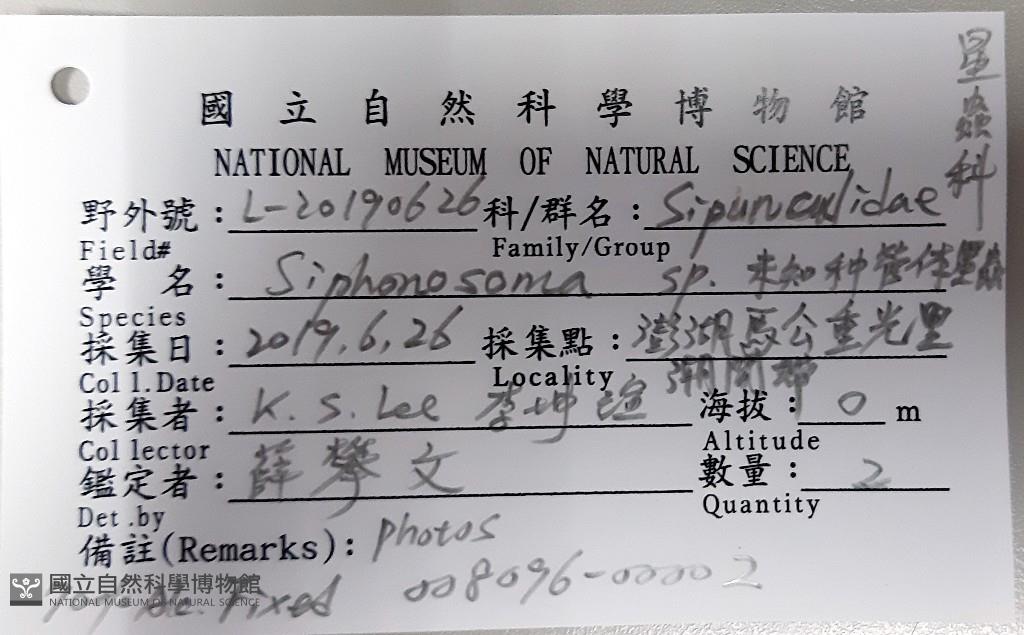 星蟲科
國立自然科學博物館
NATIONAL MUSEUM OF NATURAL SCIENCE
野外號：L-20190626 科/群名：Sipunculidae
Field# Family/Group
學 名：Siphonosoma sp. 未知种管体星蟲
Species
採集日：2019.6.26 採集點：澎湖馬公重光里
潮間帶
Coll.Date Locality
採集者：K.S.Lee 李坤瑄 海拔：0 m
Collector Altitude
鑑定者：薛攀文 數量：2
Det.by Quantity
備註(Remarks)：photos
國立自然科學博物館
NATIONAL MUSEUM OF NATURAL SCIENCE
fixed 008096-00002